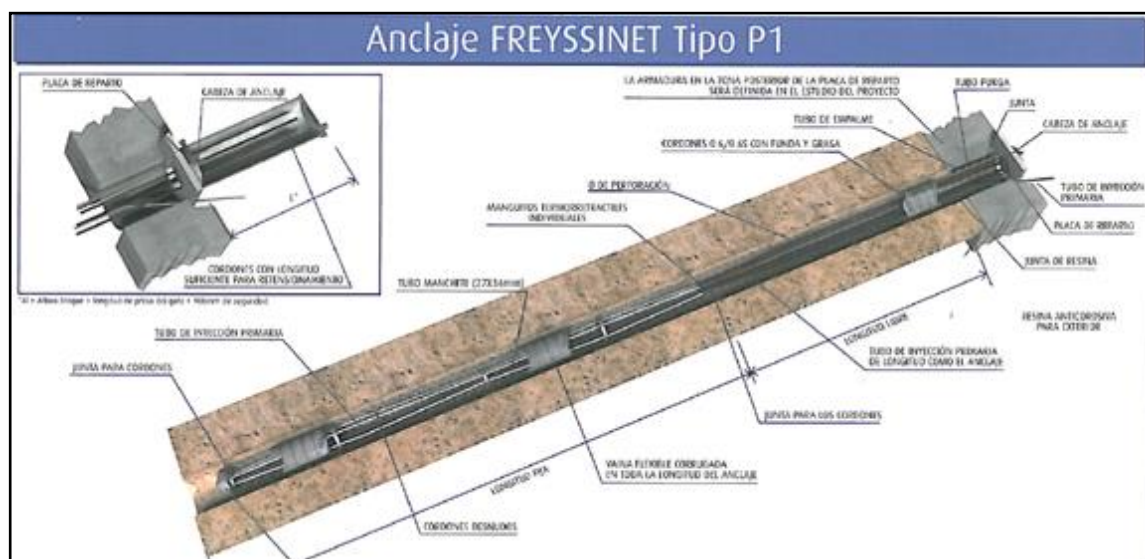 Anclaje FREYSSINET Tipo P1
PLACA DE REPARTO
CABEZA DE ANCLAJE
CORDONES CON LONGITUD
SUFICIENTE PARA RETENSIONAMIENTO
LA ARMADURA EN LA ZONA POSTERIOR DE LA PLACA DE REPARTO
SERÁ DEFINIDA EN EL ESTUDIO DEL PROYECTO
TUBO PURGA
JUNTA
TUBO DE EMPALME
CABEZA DE ANCLAJE
CORDONES 0.6/0.6S CON FUNDA Y GRASA
Ø DE PERFORACIÓN
TUBO DE INYECCIÓN
PRIMARIA
MANGUITOS TERMORRETRACTILES
INDIVIDUALES
PLACA DE REPARTO
JUNTA DE RESINA
TUBO MANCHETE (27X34mm)
RESINA ANTICORROSIVA
PARA EXTERIOR
LONGITUD LIBRE
TUBO DE INYECCIÓN PRIMARIA
TUBO DE INYECCIÓN PRIMARIA
DE LONGITUD COMO EL ANCLAJE
JUNTA PARA CORDONES
JUNTA PARA LOS CORDONES
VAINA FLEXIBLE CORRUGADA
EN TODA LA LONGITUD DEL ANCLAJE
LONGITUD FIJA
CORDONES DESNUDOS